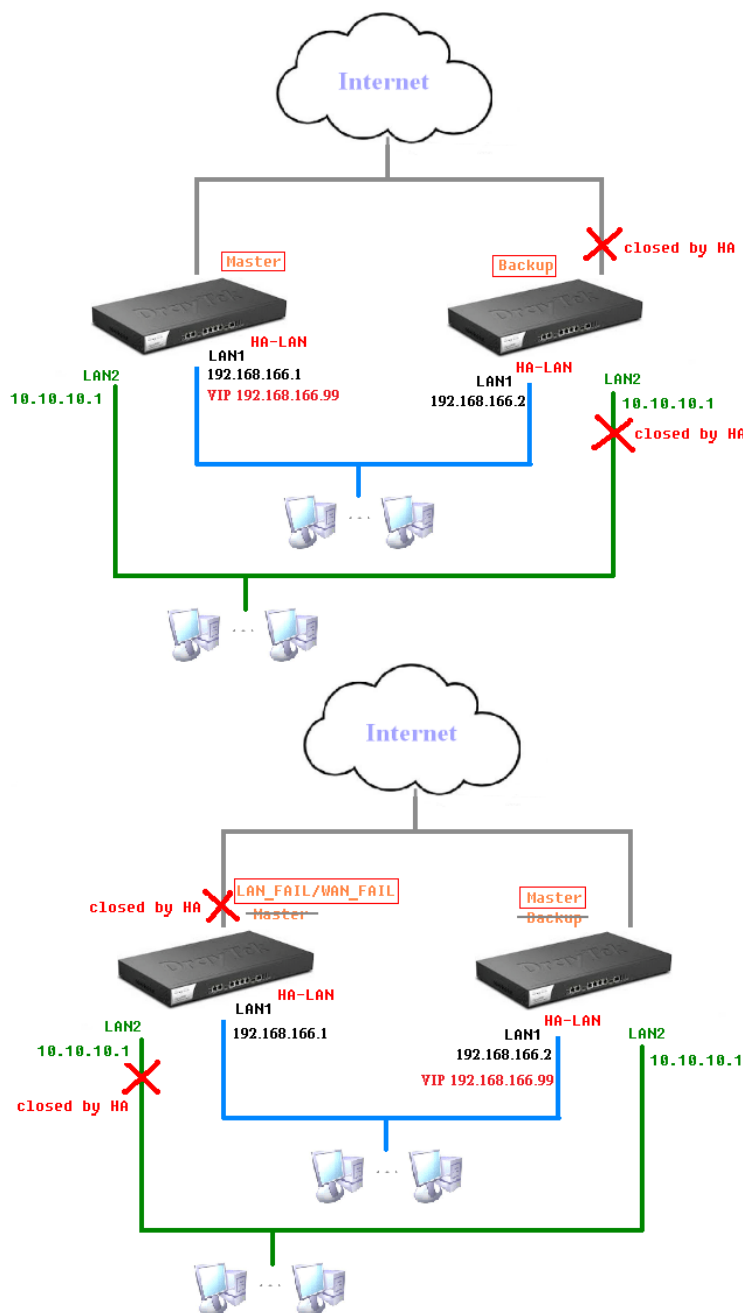 Internet
closed by HA
Master
Backup
DrayTek
DrayTek
HA-LAN
LAN1
192.168.166.1
VIP 192.168.166.99
HA-LAN
LAN1
192.168.166.2
LAN2
10.10.10.1
LAN2
10.10.10.1
closed by HA
...
...
Internet
LAN_FAIL/WAN_FAIL
Master
closed by HA
Master
Backup
DrayTek
DrayTek
HA-LAN
LAN1
192.168.166.1
HA-LAN
LAN1
192.168.166.2
VIP 192.168.166.99
LAN2
10.10.10.1
closed by HA
LAN2
10.10.10.1
...
...